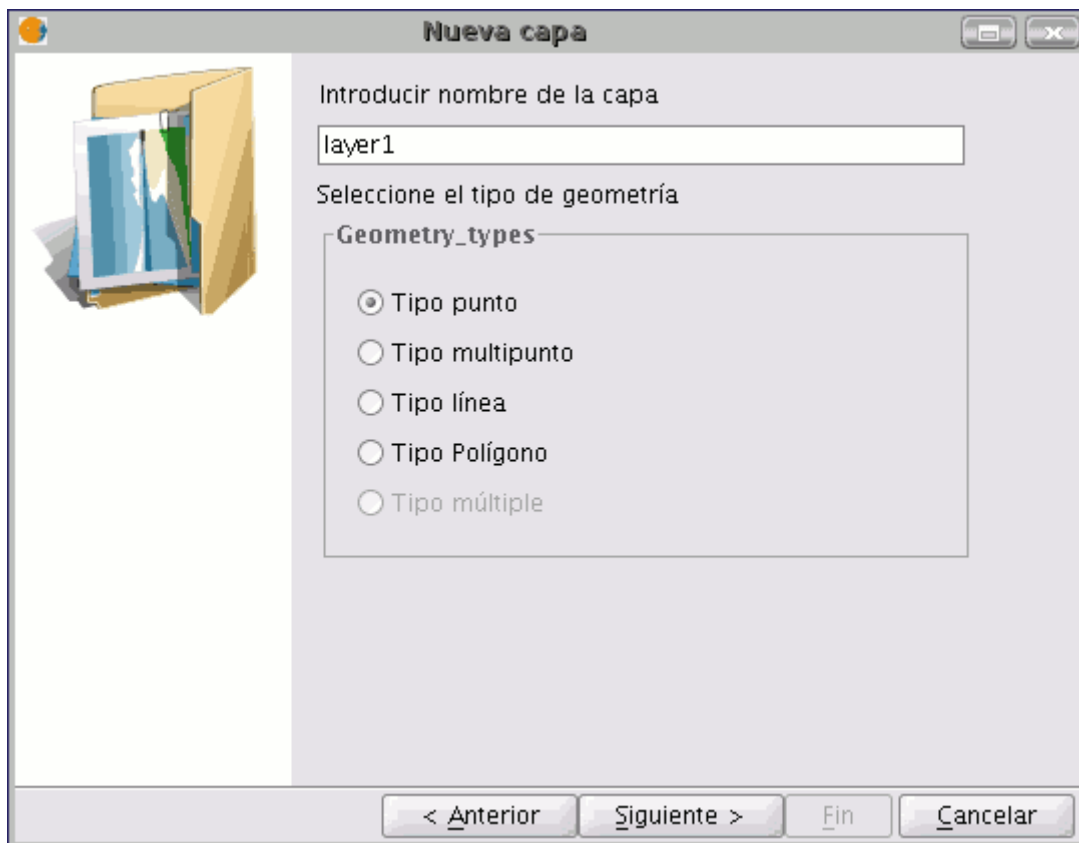 Nueva capa
Introducir nombre de la capa
layer1
Seleccione el tipo de geometría
Geometry_types
Tipo punto
Tipo multipunto
Tipo línea
Tipo Polígono
Tipo múltiple
< Anterior Siguiente > Fin Cancelar